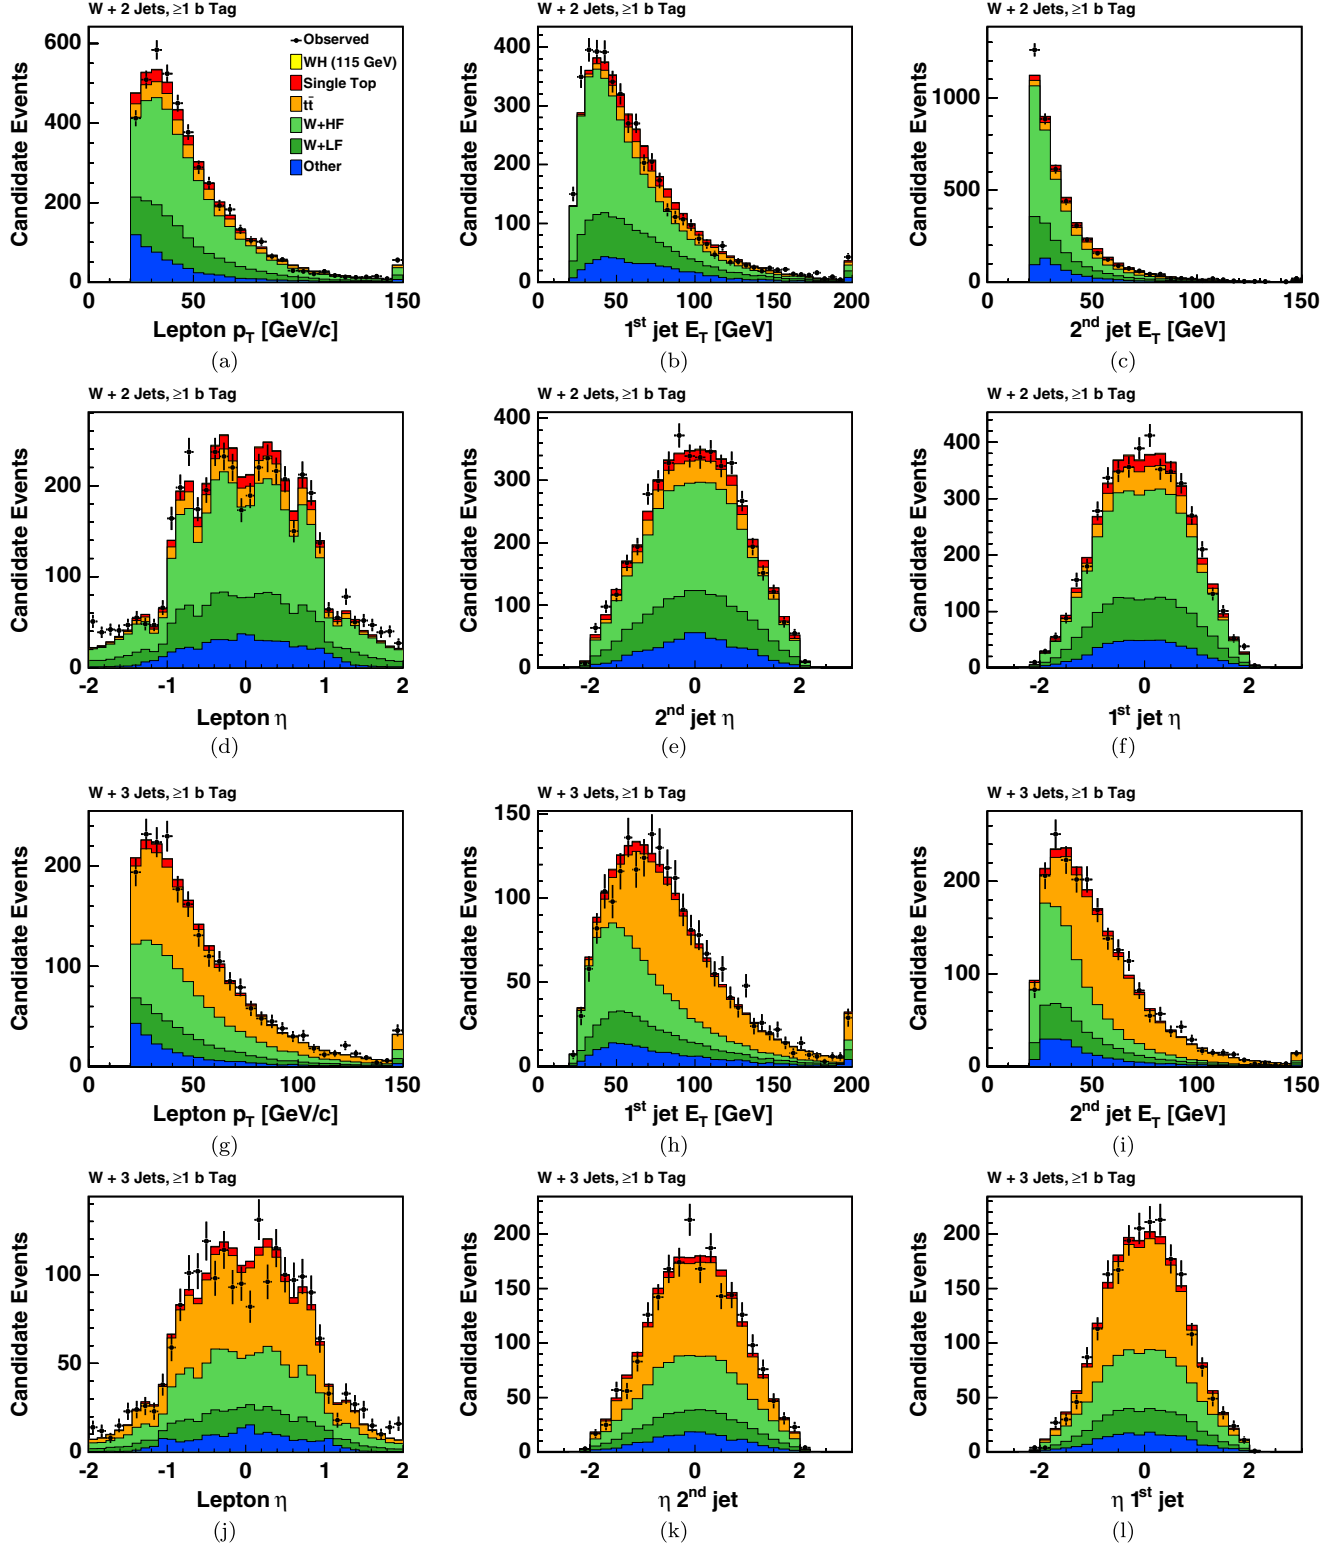 W + 2 Jets, ≥1 b Tag
W + 2 Jets, ≥1 b Tag
W + 2 Jets, ≥1 b Tag
Candidate Events
600
400
200
0
Observed
WH (115 GeV)
Single Top
tt̄
W+HF
W+LF
Other
0 50 100 150
Lepton p_T [GeV/c]
(a)
Candidate Events
400
300
200
100
0
0 50 100 150 200
1st jet E_T [GeV]
(b)
Candidate Events
1000
500
0
0 50 100 150
2nd jet E_T [GeV]
(c)
W + 2 Jets, ≥1 b Tag
W + 2 Jets, ≥1 b Tag
W + 2 Jets, ≥1 b Tag
Candidate Events
200
100
0
-2 -1 0 1 2
Lepton η
(d)
Candidate Events
400
300
200
100
0
-2 0 2
2nd jet η
(e)
Candidate Events
400
300
200
100
0
-2 0 2
1st jet η
(f)
W + 3 Jets, ≥1 b Tag
W + 3 Jets, ≥1 b Tag
W + 3 Jets, ≥1 b Tag
Candidate Events
200
100
0
0 50 100 150
Lepton p_T [GeV/c]
(g)
Candidate Events
150
100
50
0
0 50 100 150 200
1st jet E_T [GeV]
(h)
Candidate Events
200
100
0
0 50 100 150
2nd jet E_T [GeV]
(i)
W + 3 Jets, ≥1 b Tag
W + 3 Jets, ≥1 b Tag
W + 3 Jets, ≥1 b Tag
Candidate Events
100
50
0
-2 -1 0 1 2
Lepton η
(j)
Candidate Events
200
150
100
50
0
-2 0 2
η 2nd jet
(k)
Candidate Events
200
150
100
50
0
-2 0 2
η 1st jet
(l)